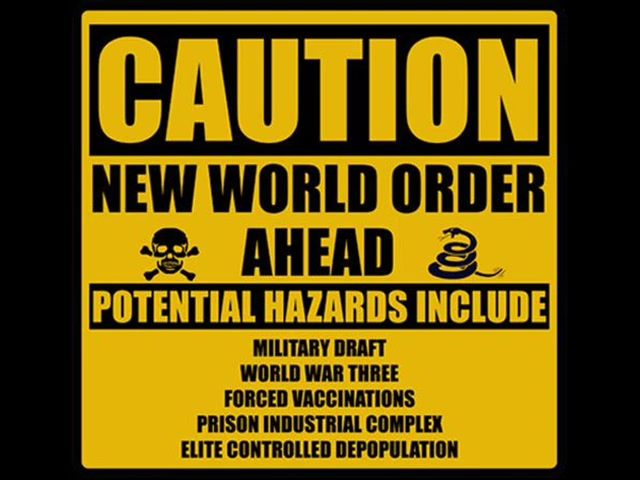 CAUTION
NEW WORLD ORDER
AHEAD
POTENTIAL HAZARDS INCLUDE
MILITARY DRAFT
WORLD WAR THREE
FORCED VACCINATIONS
PRISON INDUSTRIAL COMPLEX
ELITE CONTROLLED DEPOPULATION